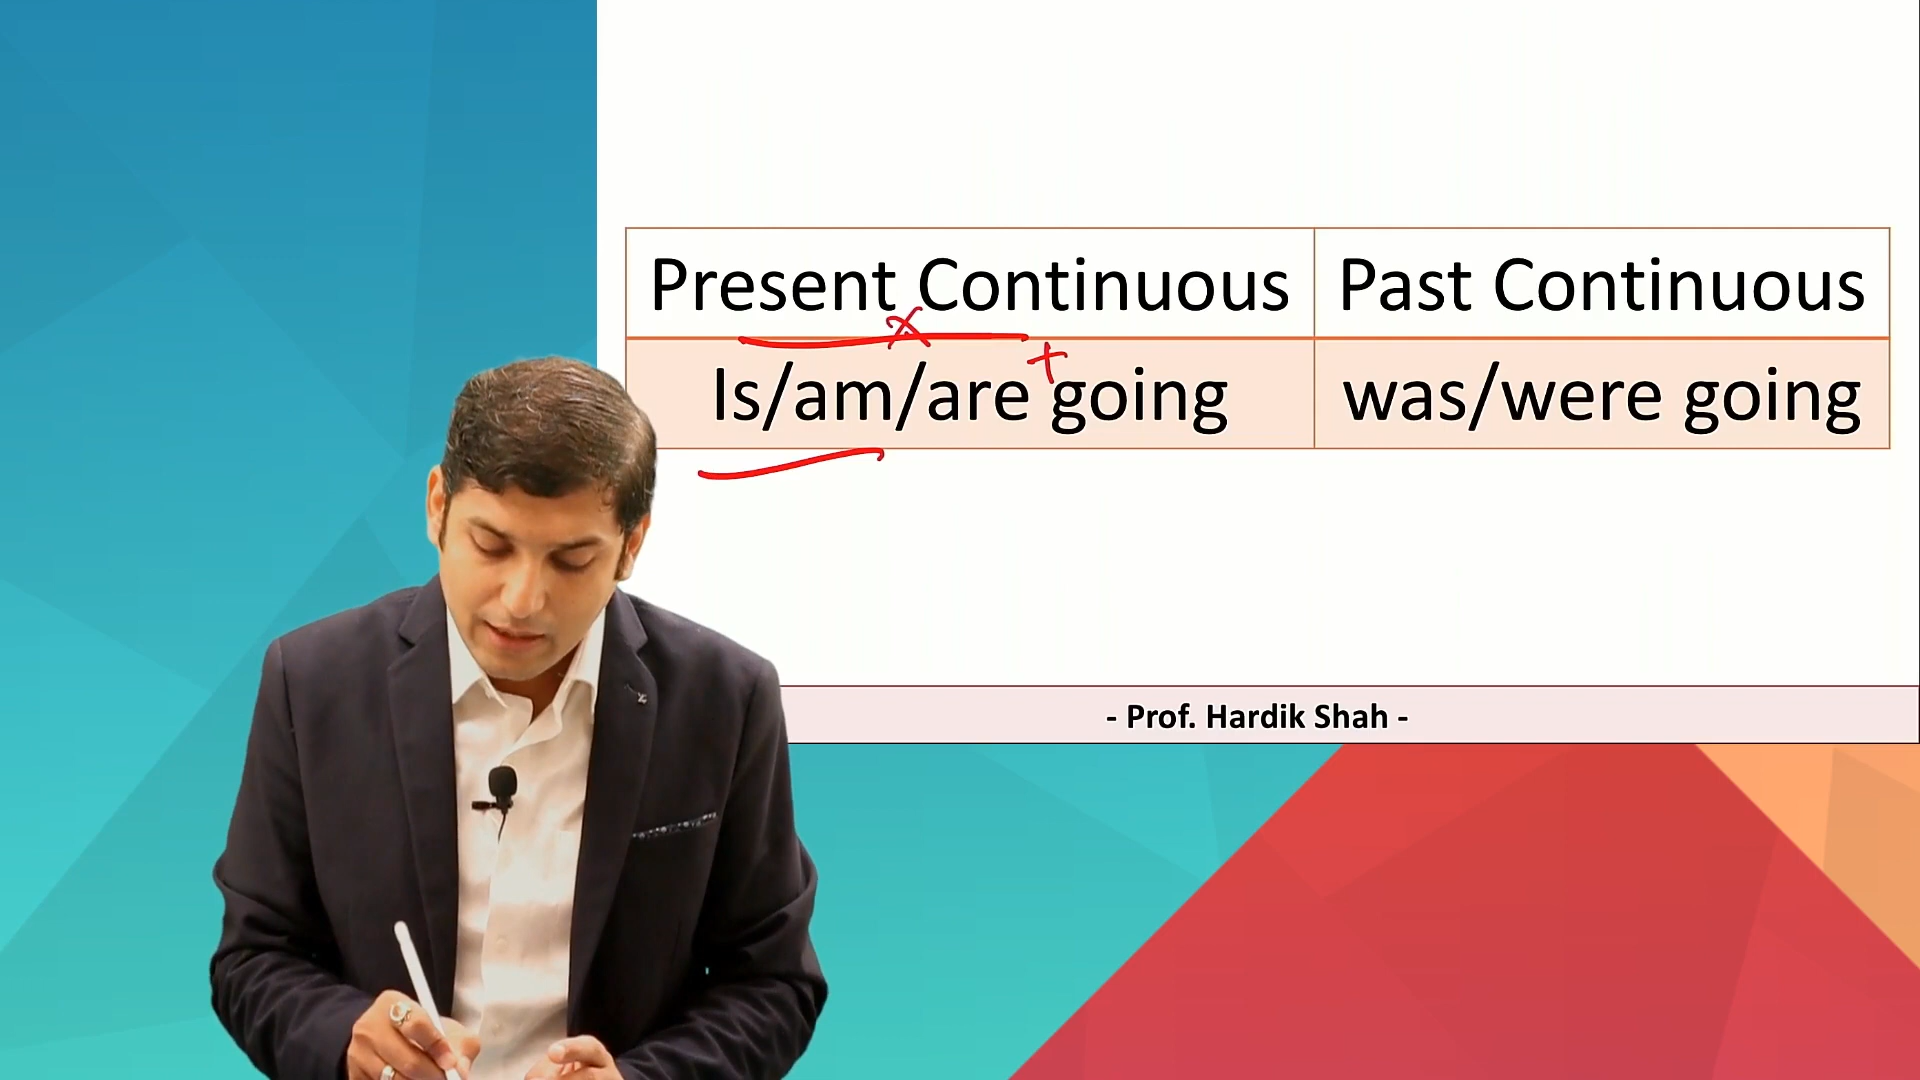 Present Continuous Past Continuous
x
+
Is/am/are going was/were going
- Prof. Hardik Shah -